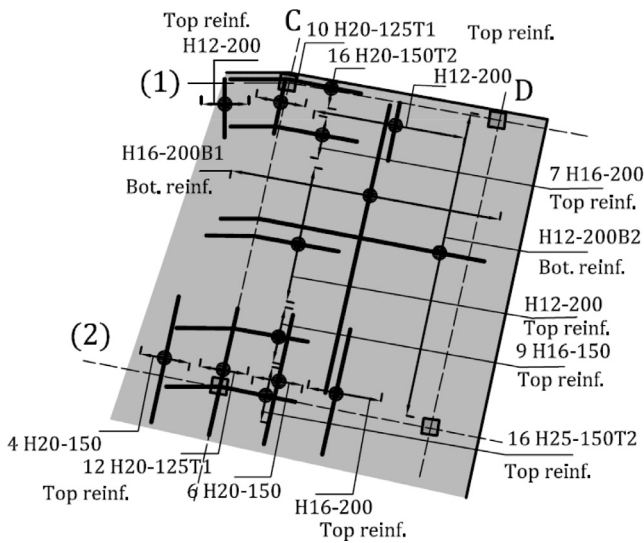 Top reinf.
C
10 H20-125T1
Top reinf.
H12-200
16 H20-150T2
H12-200
(1)
D
H16-200B1
Bot. reinf.
7 H16-200
Top reinf.
H12-200B2
Bot. reinf.
H12-200
Top reinf.
(2)
9 H16-150
Top reinf.
4 H20-150
12 H20-125T1
Top reinf.
6 H20-150
H16-200
Top reinf.
16 H25-150T2
Top reinf.